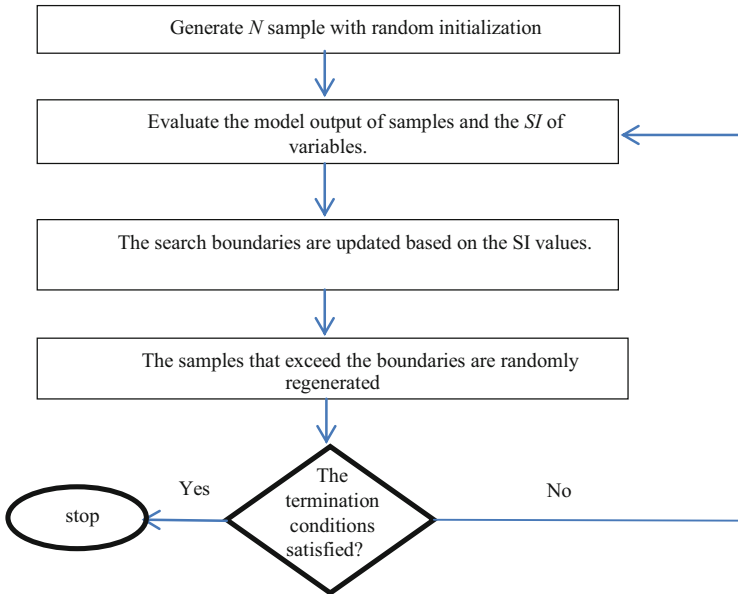 Generate N sample with random initialization
Evaluate the model output of samples and the SI of
variables.
The search boundaries are updated based on the SI values.
The samples that exceed the boundaries are randomly
regenerated
The
termination
conditions
satisfied?
Yes
No
stop